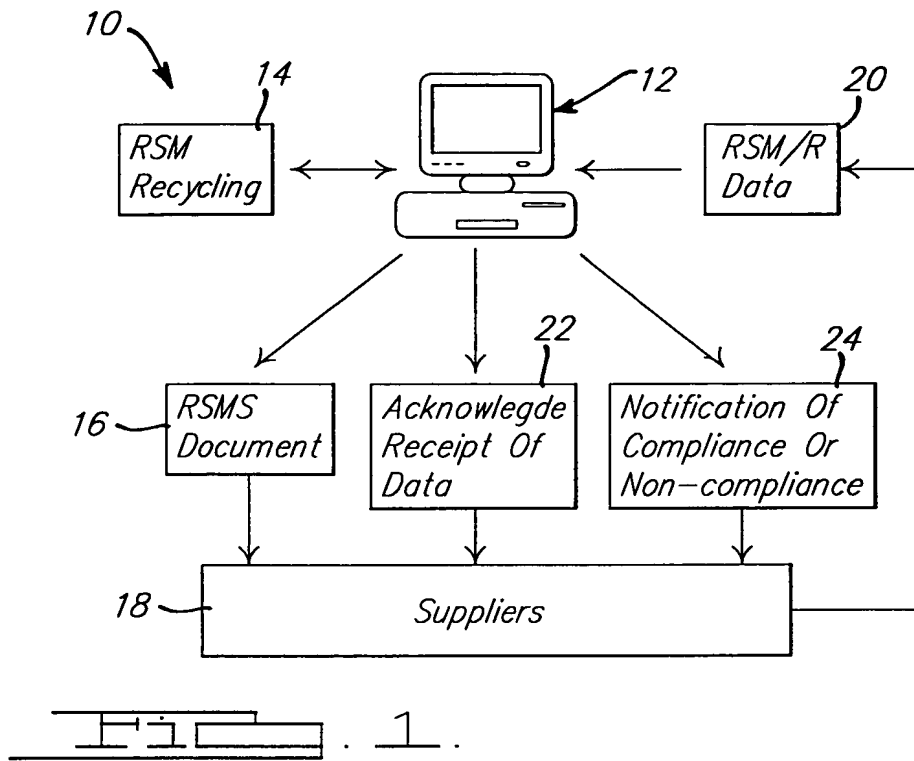 10
14
12
20
RSM
Recycling
RSM/R
Data
22
24
16
RSMS
Document
Acknowlegde
Receipt Of
Data
Notification Of
Compliance Or
Non-compliance
18
Suppliers
Fig. 1.